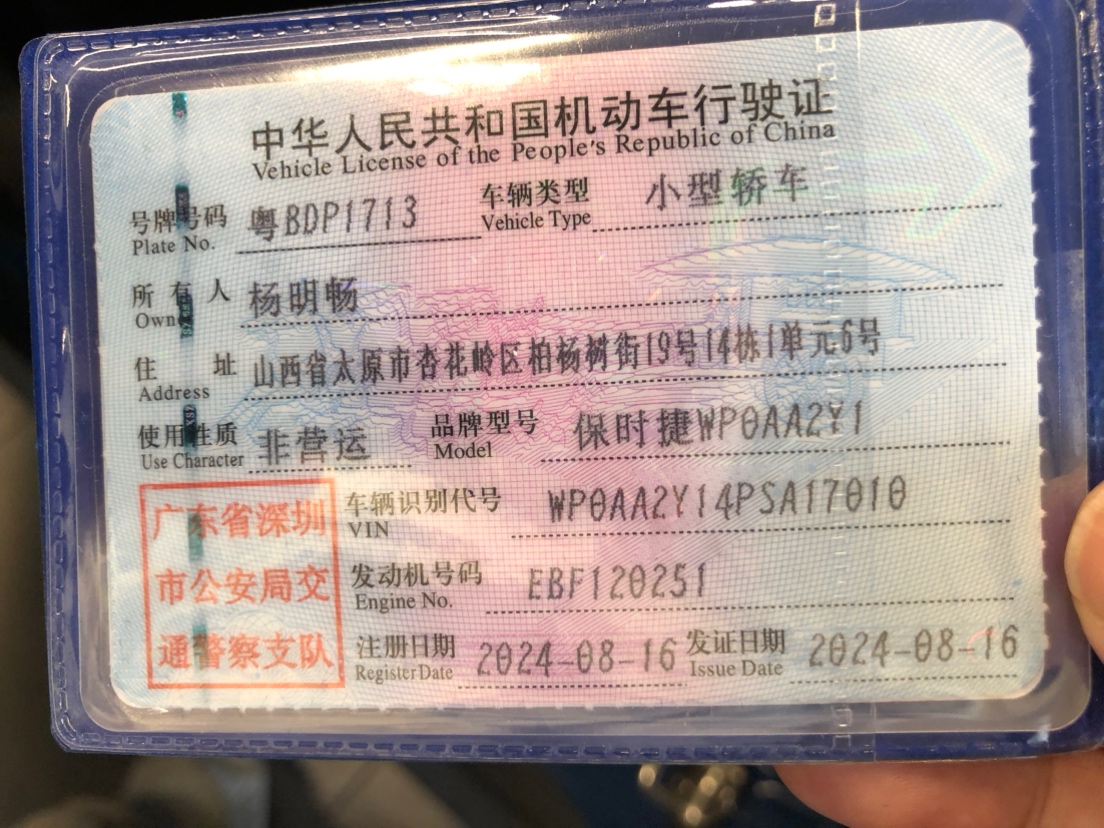 中华人民共和国机动车行驶证
Vehicle License of the People's Republic of China
号牌号码 粤BDP1713 车辆类型 小型轿车
Plate No. Vehicle Type
所有人 杨明畅
Owner
住址 山西省太原市杏花岭区柏杨树街19号14栋1单元6号
Address
使用性质 非营运 品牌型号 保时捷WP0AA2Y1
Use Character Model
车辆识别代号 WP0AA2Y14PSA17010
VIN
发动机号码 EBF120251
Engine No.
注册日期 2024-08-16 发证日期 2024-08-16
Register Date Issue Date
广东省深圳
市公安局交
通警察支队